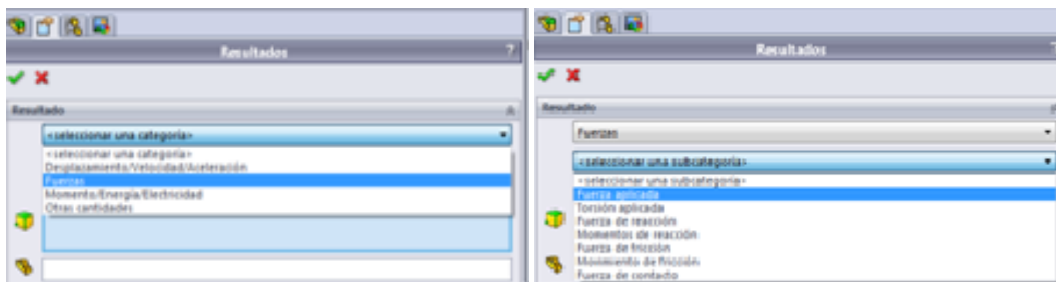 Resultados ?
Resultado
<seleccionar una categoría>
<seleccionar una categoría>
Desplazamiento/Velocidad/Aceleración
Fuerzas
Momento/Energía/Electricidad
Otras cantidades
Resultados ?
Resultado
Fuerzas
<seleccionar una subcategoría>
<seleccionar una subcategoría>
Fuerza aplicada
Torsión aplicada
Fuerza de reacción
Momentos de reacción
Fuerza de fricción
Movimiento de fricción
Fuerza de contacto